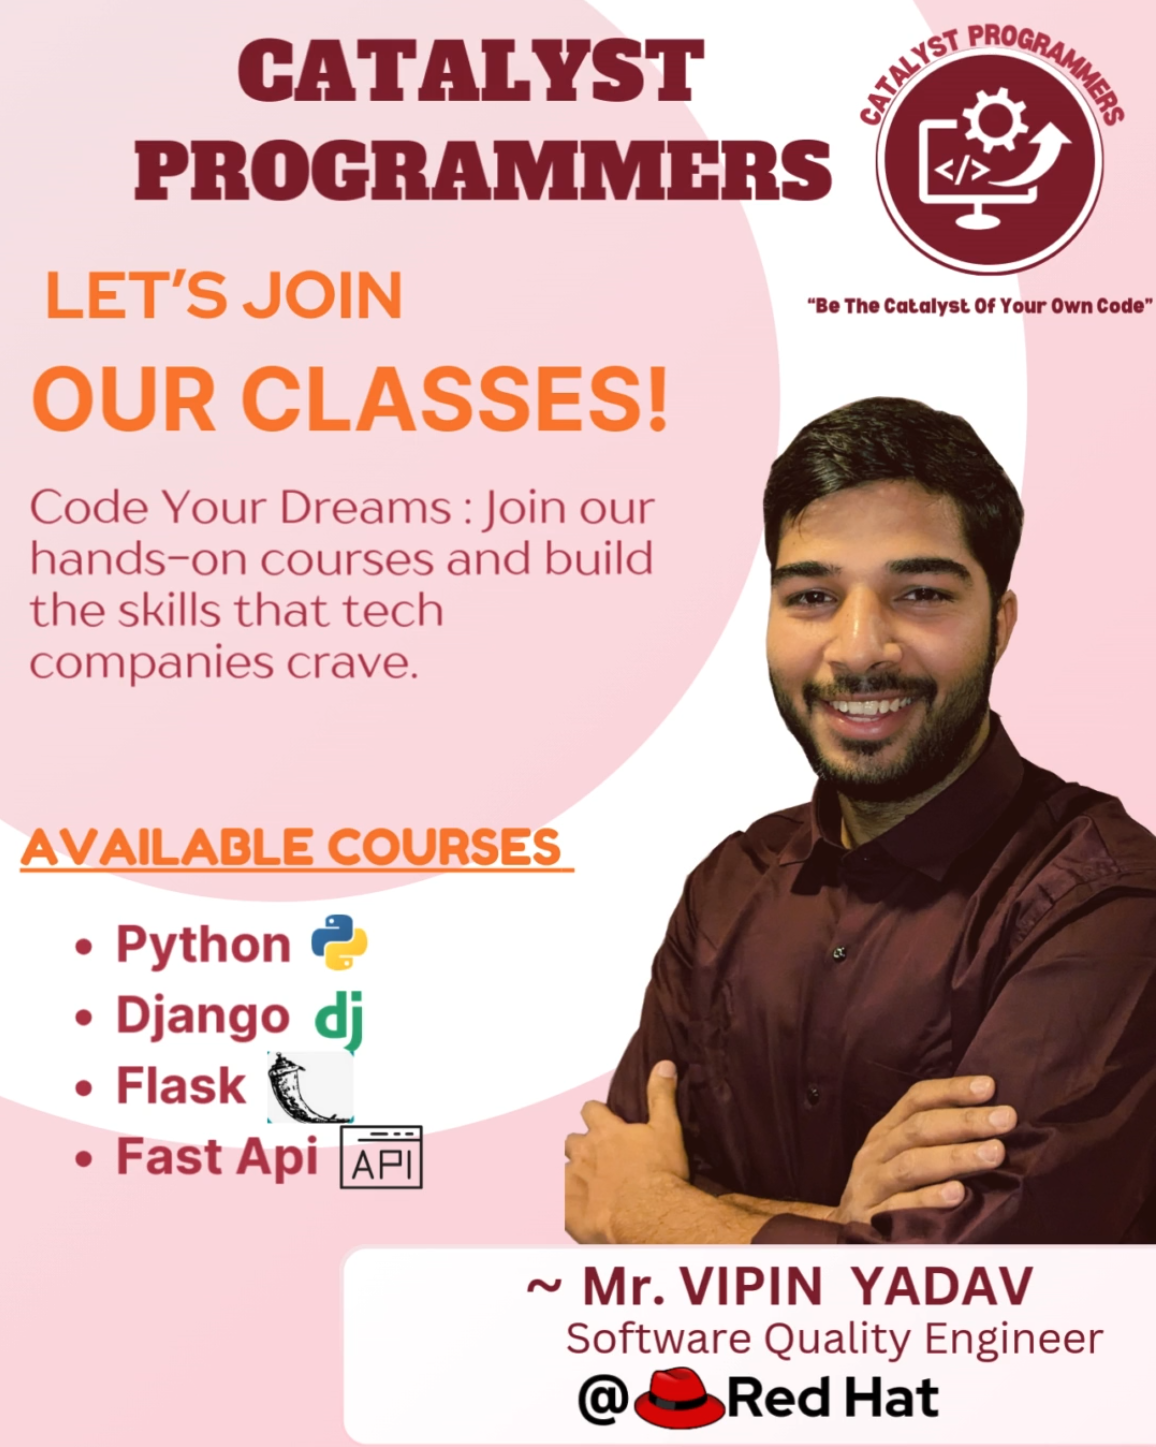 CATALYST
PROGRAMMERS
CATALYST PROGRAMMERS
</>
"Be The Catalyst Of Your Own Code"
LET'S JOIN
OUR CLASSES!
Code Your Dreams : Join our
hands-on courses and build
the skills that tech
companies crave.
AVAILABLE COURSES
• Python
• Django dj
• Flask
• Fast Api API
~ Mr. VIPIN YADAV
Software Quality Engineer
@ Red Hat